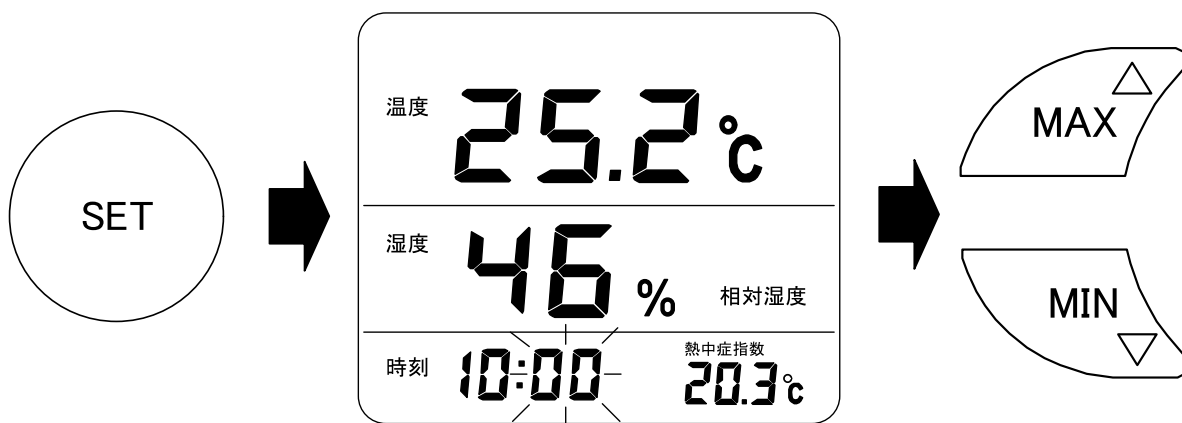 SET
温度 25.2℃
湿度 46% 相対湿度
時刻 10:00
熱中症指数
20.3℃
MAX △
MIN ▽